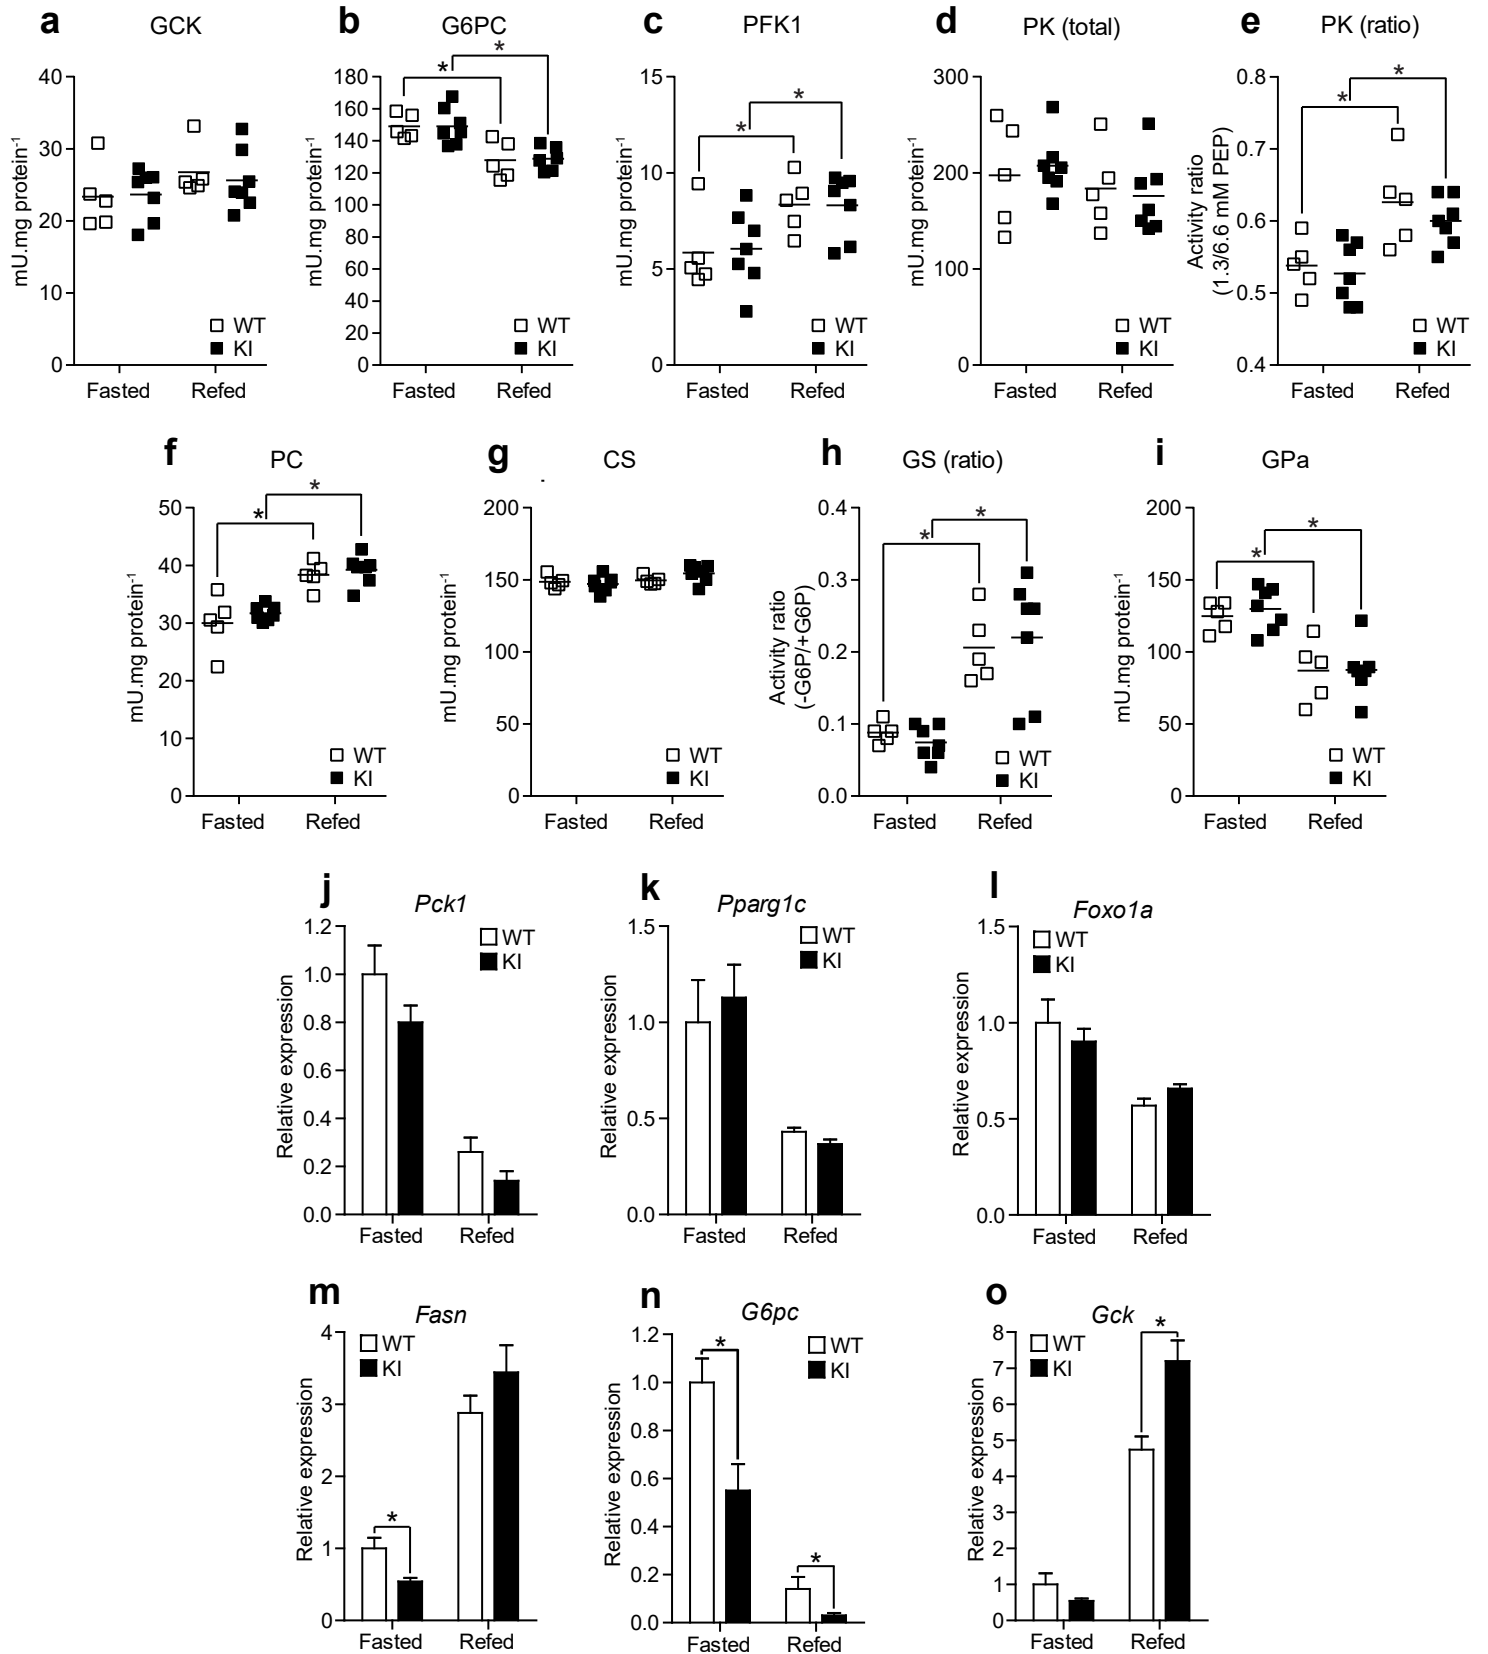 a GCK
40
30
20
10
0
mU.mg protein-1
WT
KI
Fasted Refed
b G6PC
* *
180
160
140
120
100
80
60
40
20
0
mU.mg protein-1
WT
KI
Fasted Refed
c PFK1
* *
15
10
5
0
mU.mg protein-1
WT
KI
Fasted Refed
d PK (total)
300
200
100
0
mU.mg protein-1
WT
KI
Fasted Refed
e PK (ratio)
* *
0.8
0.7
0.6
0.5
0.4
Activity ratio
(1.3/6.6 mM PEP)
WT
KI
Fasted Refed
f PC
* *
50
40
30
20
10
0
mU.mg protein-1
WT
KI
Fasted Refed
g CS
200
150
100
50
0
mU.mg protein-1
WT
KI
Fasted Refed
h GS (ratio)
* *
0.4
0.3
0.2
0.1
0.0
Activity ratio
(-G6P/+G6P)
WT
KI
Fasted Refed
i GPa
* *
200
150
100
50
0
mU.mg protein-1
WT
KI
Fasted Refed
j Pck1
1.2
1.0
0.8
0.6
0.4
0.2
0.0
Relative expression
WT
KI
Fasted Refed
k Pparg1c
1.5
1.0
0.5
0.0
Relative expression
WT
KI
Fasted Refed
l Foxo1a
1.5
1.0
0.5
0.0
Relative expression
WT
KI
Fasted Refed
m Fasn
4
3
2
1
0
Relative expression
WT
KI
*
Fasted Refed
n G6pc
1.2
1.0
0.8
0.6
0.4
0.2
0.0
Relative expression
WT
KI
* *
Fasted Refed
o Gck
8
7
6
5
4
3
2
1
0
Relative expression
WT
KI
*
Fasted Refed